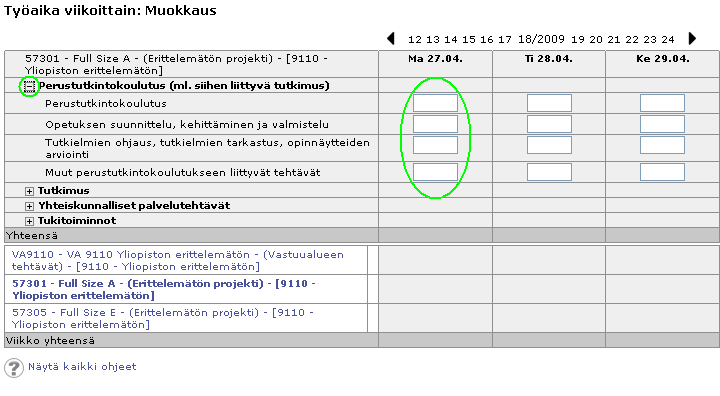 Työaika viikoittain: Muokkaus
12 13 14 15 16 17 18/2009 19 20 21 22 23 24
57301 - Full Size A - (Erittelemätön projekti) - [9110 - Yliopiston erittelemätön]
Ma 27.04. Ti 28.04. Ke 29.04.
Perustutkintokoulutus (ml. siihen liittyvä tutkimus)
Perustutkintokoulutus
Opetuksen suunnittelu, kehittäminen ja valmistelu
Tutkielmien ohjaus, tutkielmien tarkastus, opinnäytteiden
arviointi
Muut perustutkintokoulutukseen liittyvät tehtävät
Tutkimus
Yhteiskunnalliset palvelutehtävät
Tukitoiminnot
Yhteensä
VA9110 - VA 9110 Yliopiston erittelemätön - (Vastuualueen
tehtävät) - [9110 - Yliopiston erittelemätön]
57301 - Full Size A - (Erittelemätön projekti) - [9110 -
Yliopiston erittelemätön]
57305 - Full Size E - (Erittelemätön projekti) - [9110 -
Yliopiston erittelemätön]
Viikko yhteensä
? Näytä kaikki ohjeet